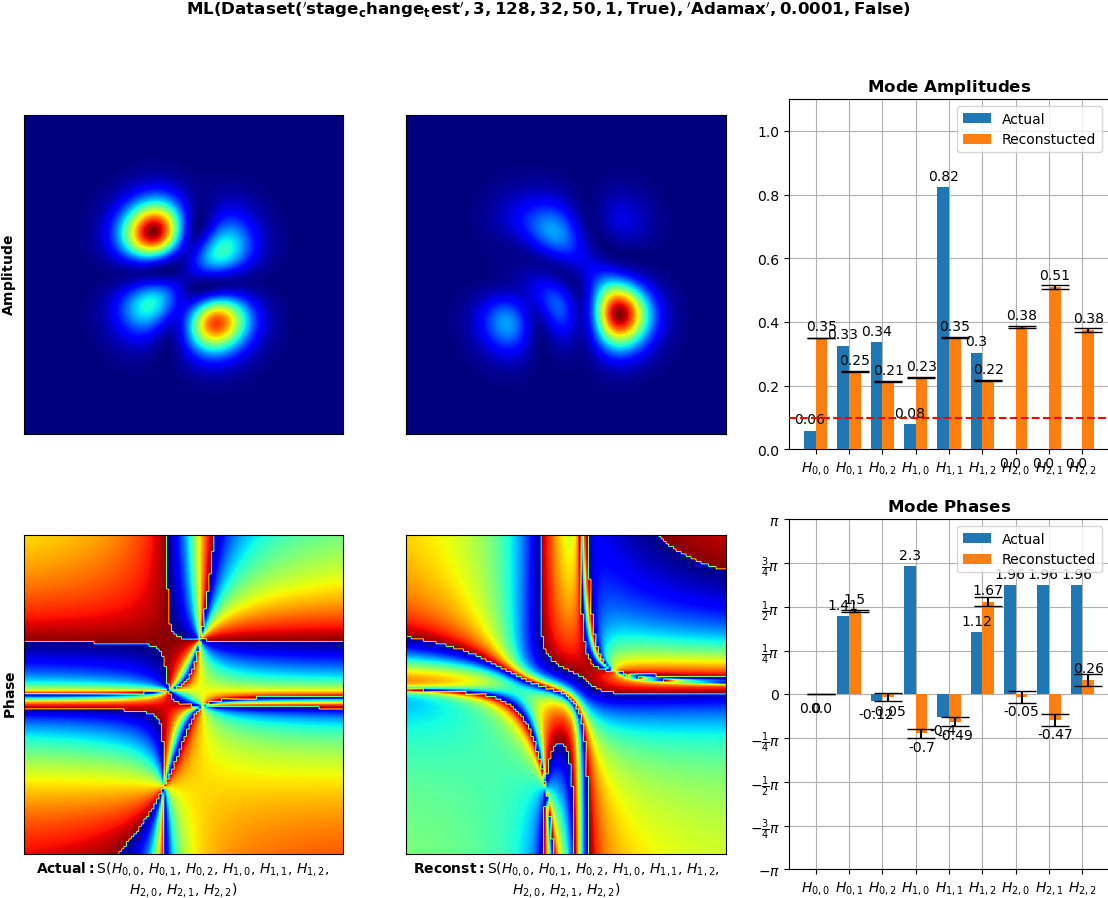 ML(Dataset('stage_change_test', 3, 128, 32, 50, 1, True), 'Adamax', 0.0001, False)
Amplitude
Mode Amplitudes
Actual
Reconstucted
1.0
0.8
0.6
0.4
0.2
0.0
0.06
0.35
0.33
0.25
0.34
0.21
0.08
0.23
0.82
0.35
0.3
0.22
0.0
0.38
0.0
0.51
0.0
0.38
H0,0 H0,1 H0,2 H1,0 H1,1 H1,2 H2,0 H2,1 H2,2
Phase
Actual: S(H0,0, H0,1, H0,2, H1,0, H1,1, H1,2,
H2,0, H2,1, H2,2)
Reconst: S(H0,0, H0,1, H0,2, H1,0, H1,1, H1,2,
H2,0, H2,1, H2,2)
Mode Phases
Actual
Reconstucted
π
3/4π
1/2π
1/4π
0
−1/4π
−1/2π
−3/4π
−π
0.0
0.0
1.41
1.5
-0.12
-0.05
2.3
-0.7
-0.49
1.12
1.67
1.96
-0.05
1.96
-0.47
1.96
0.26
H0,0 H0,1 H0,2 H1,0 H1,1 H1,2 H2,0 H2,1 H2,2